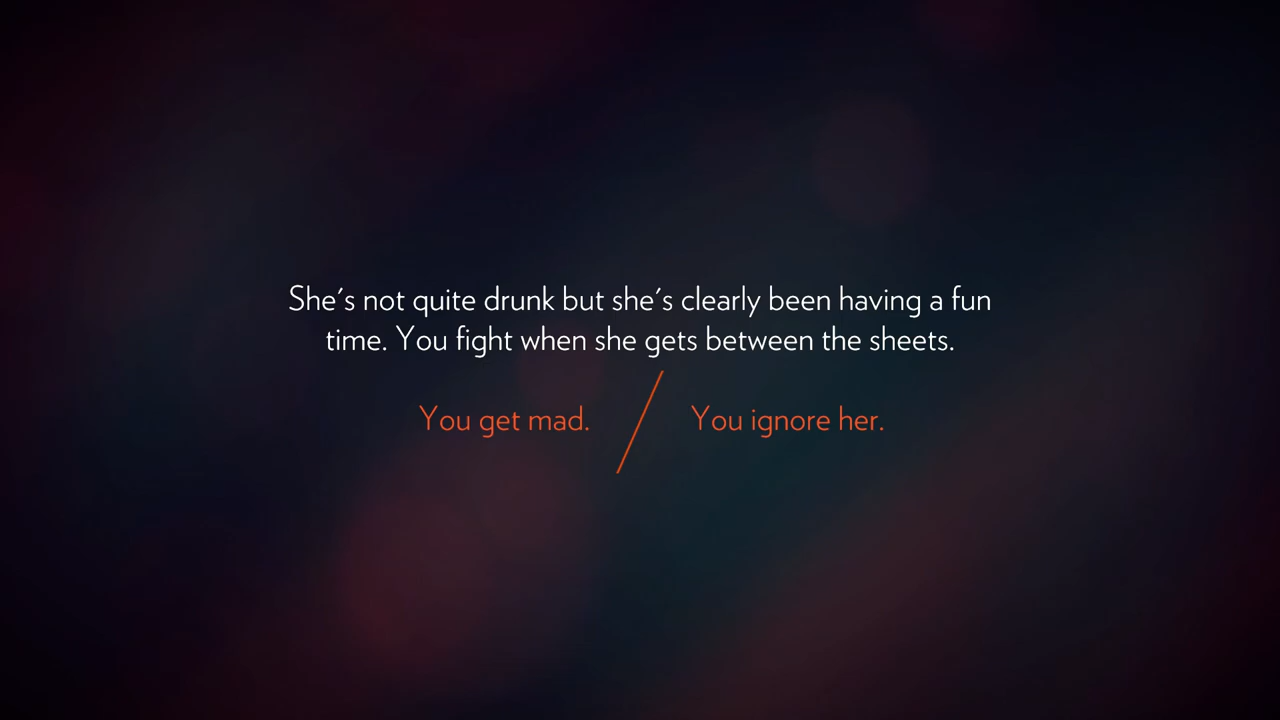 She's not quite drunk but she's clearly been having a fun
time. You fight when she gets between the sheets.
You get mad. / You ignore her.